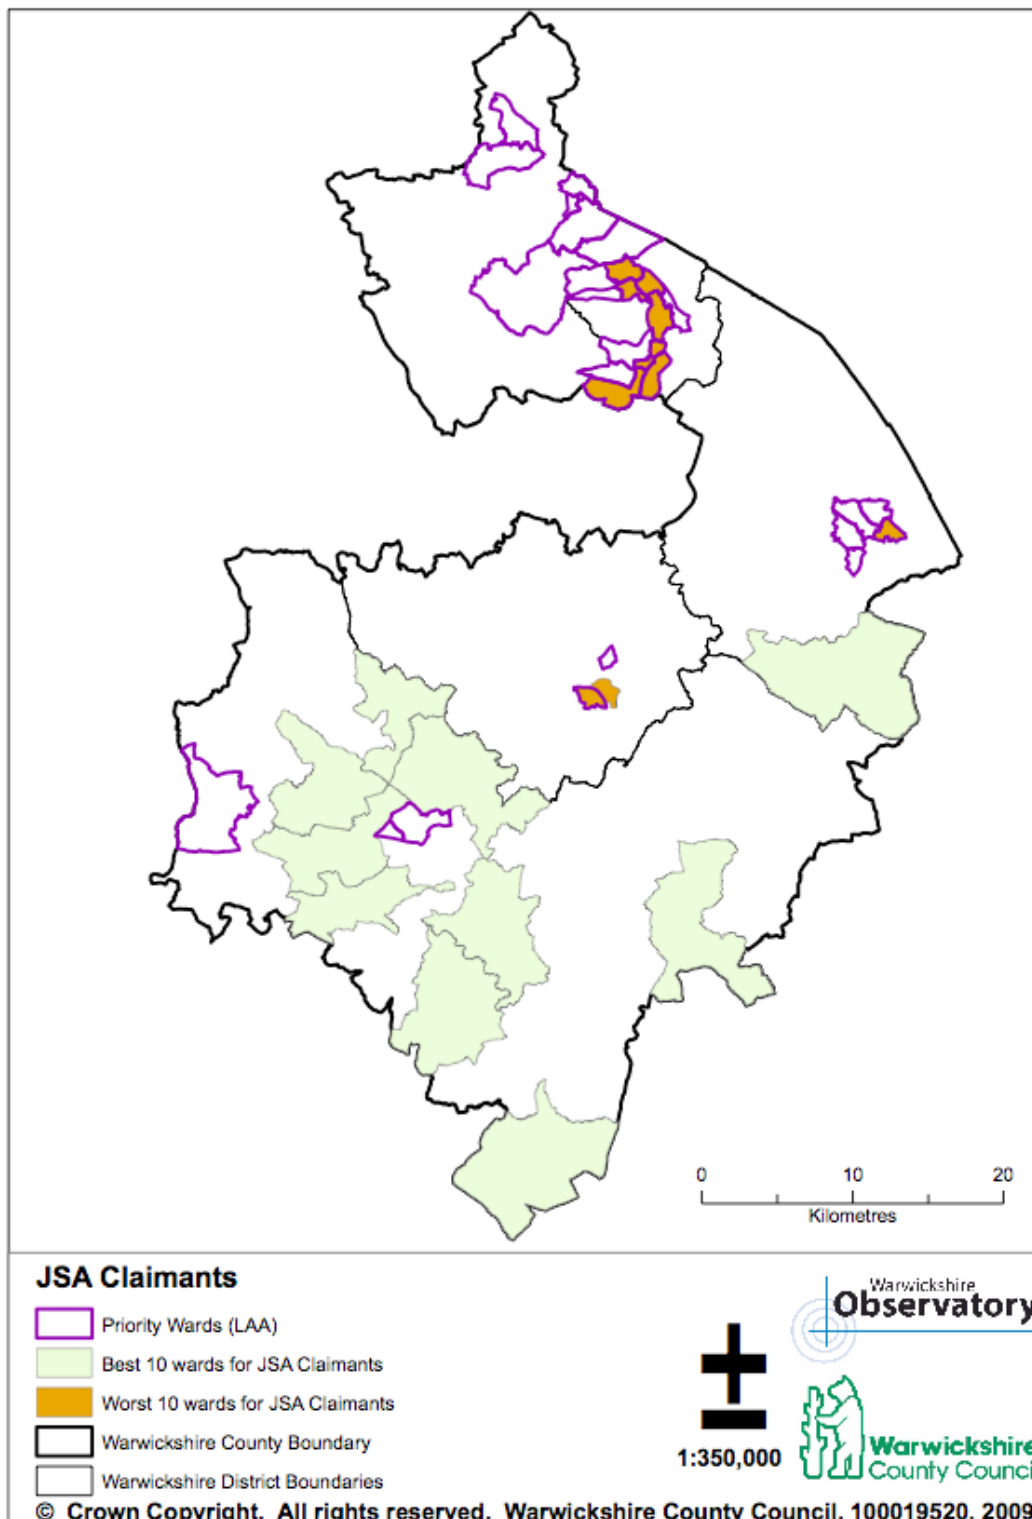 0 10 20
Kilometres
JSA Claimants
Priority Wards (LAA)
Best 10 wards for JSA Claimants
Worst 10 wards for JSA Claimants
Warwickshire County Boundary
Warwickshire District Boundaries
1:350,000
Warwickshire
Observatory
Warwickshire
County Council
© Crown Copyright. All rights reserved. Warwickshire County Council, 100019520, 2009